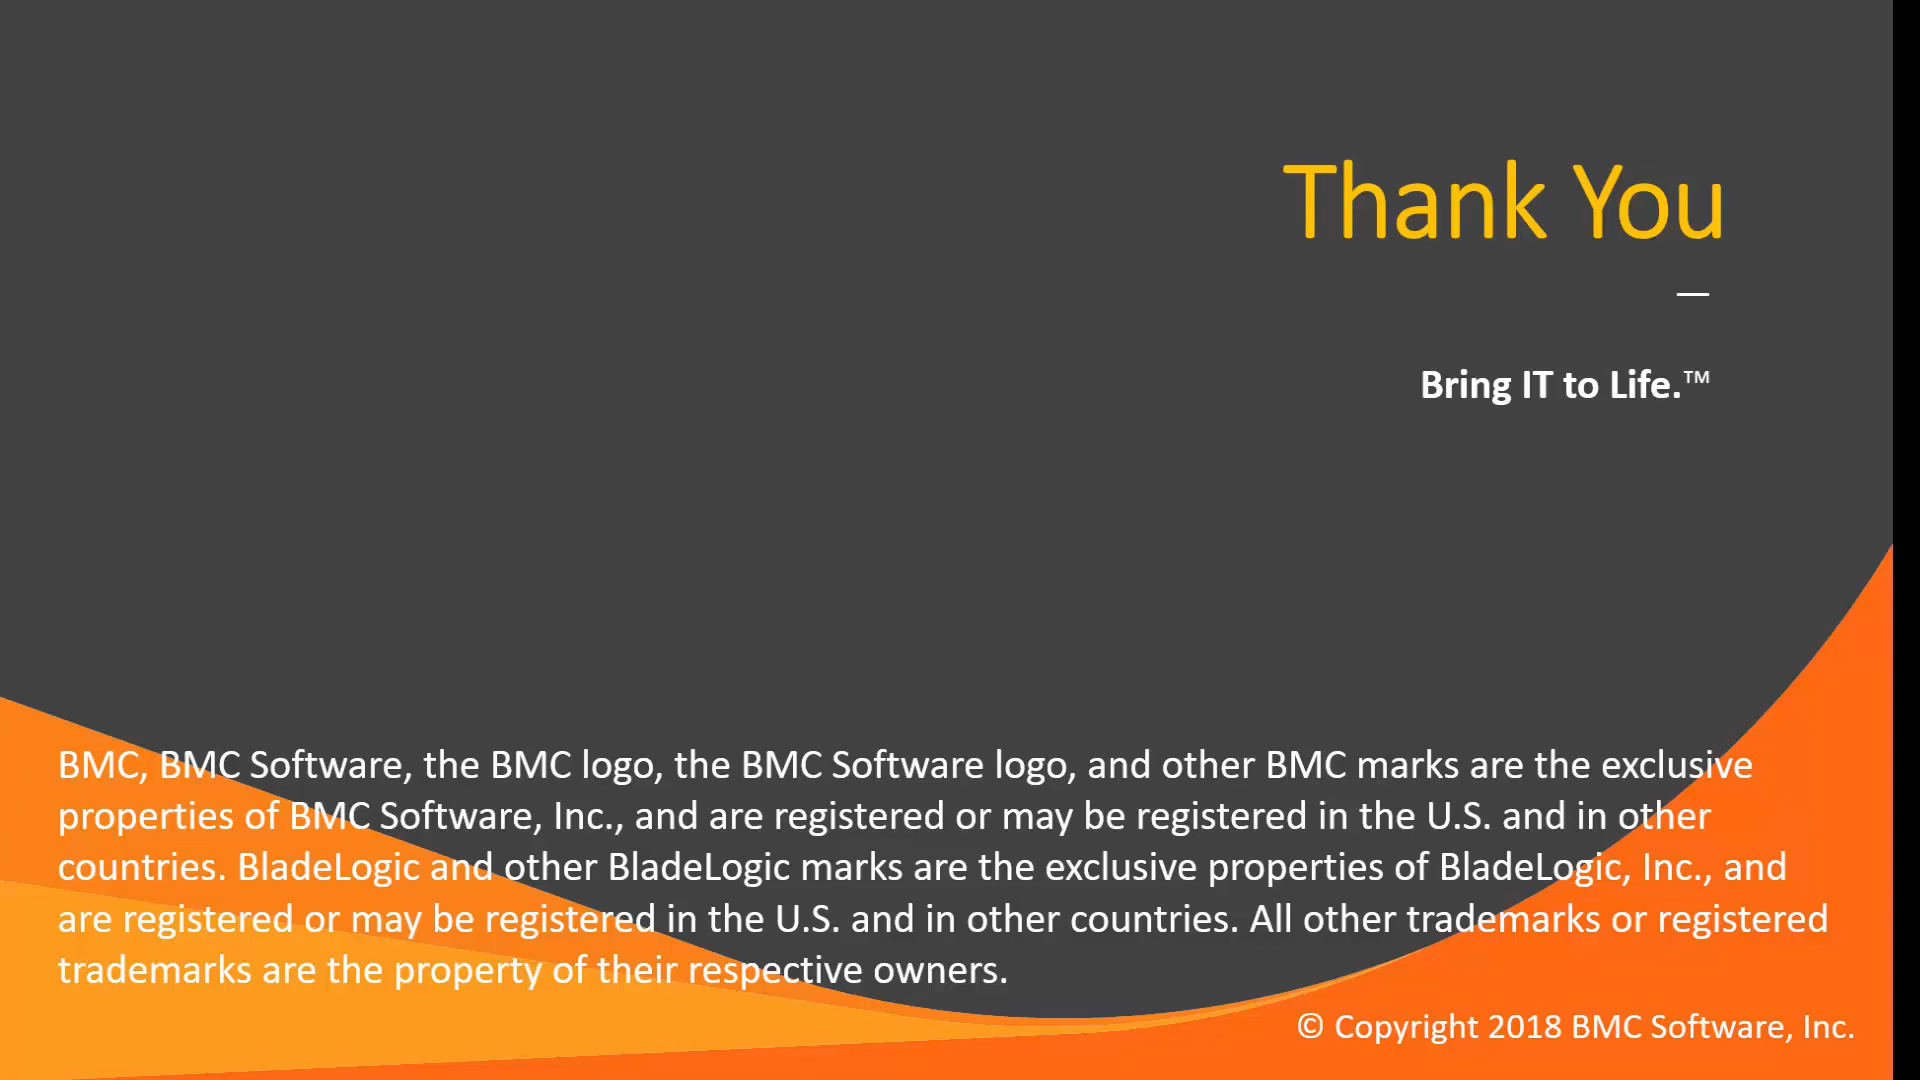 Thank You
—
Bring IT to Life.™
BMC, BMC Software, the BMC logo, the BMC Software logo, and other BMC marks are the exclusive
properties of BMC Software, Inc., and are registered or may be registered in the U.S. and in other
countries. BladeLogic and other BladeLogic marks are the exclusive properties of BladeLogic, Inc., and
are registered or may be registered in the U.S. and in other countries. All other trademarks or registered
trademarks are the property of their respective owners.
© Copyright 2018 BMC Software, Inc.